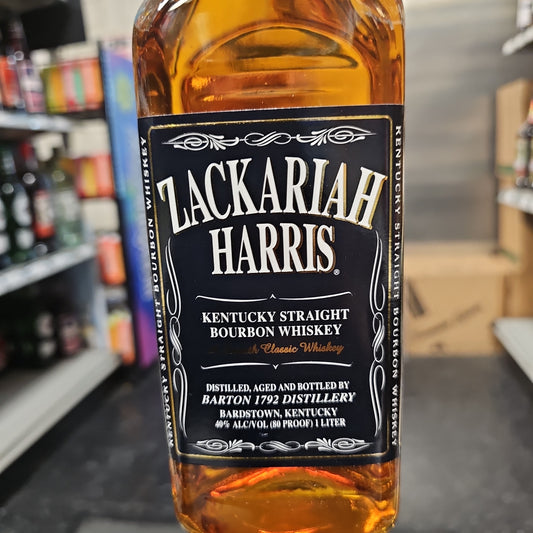 ZACKARIAH
HARRIS®
KENTUCKY STRAIGHT
BOURBON WHISKEY
Classic Whiskey
DISTILLED, AGED AND BOTTLED BY
BARTON 1792 DISTILLERY
BARDSTOWN, KENTUCKY
40% ALC/VOL (80 PROOF) 1 LITER
KENTUCKY STRAIGHT BOURBON WHISKEY
KENTUCKY STRAIGHT BOURBON WHISKEY